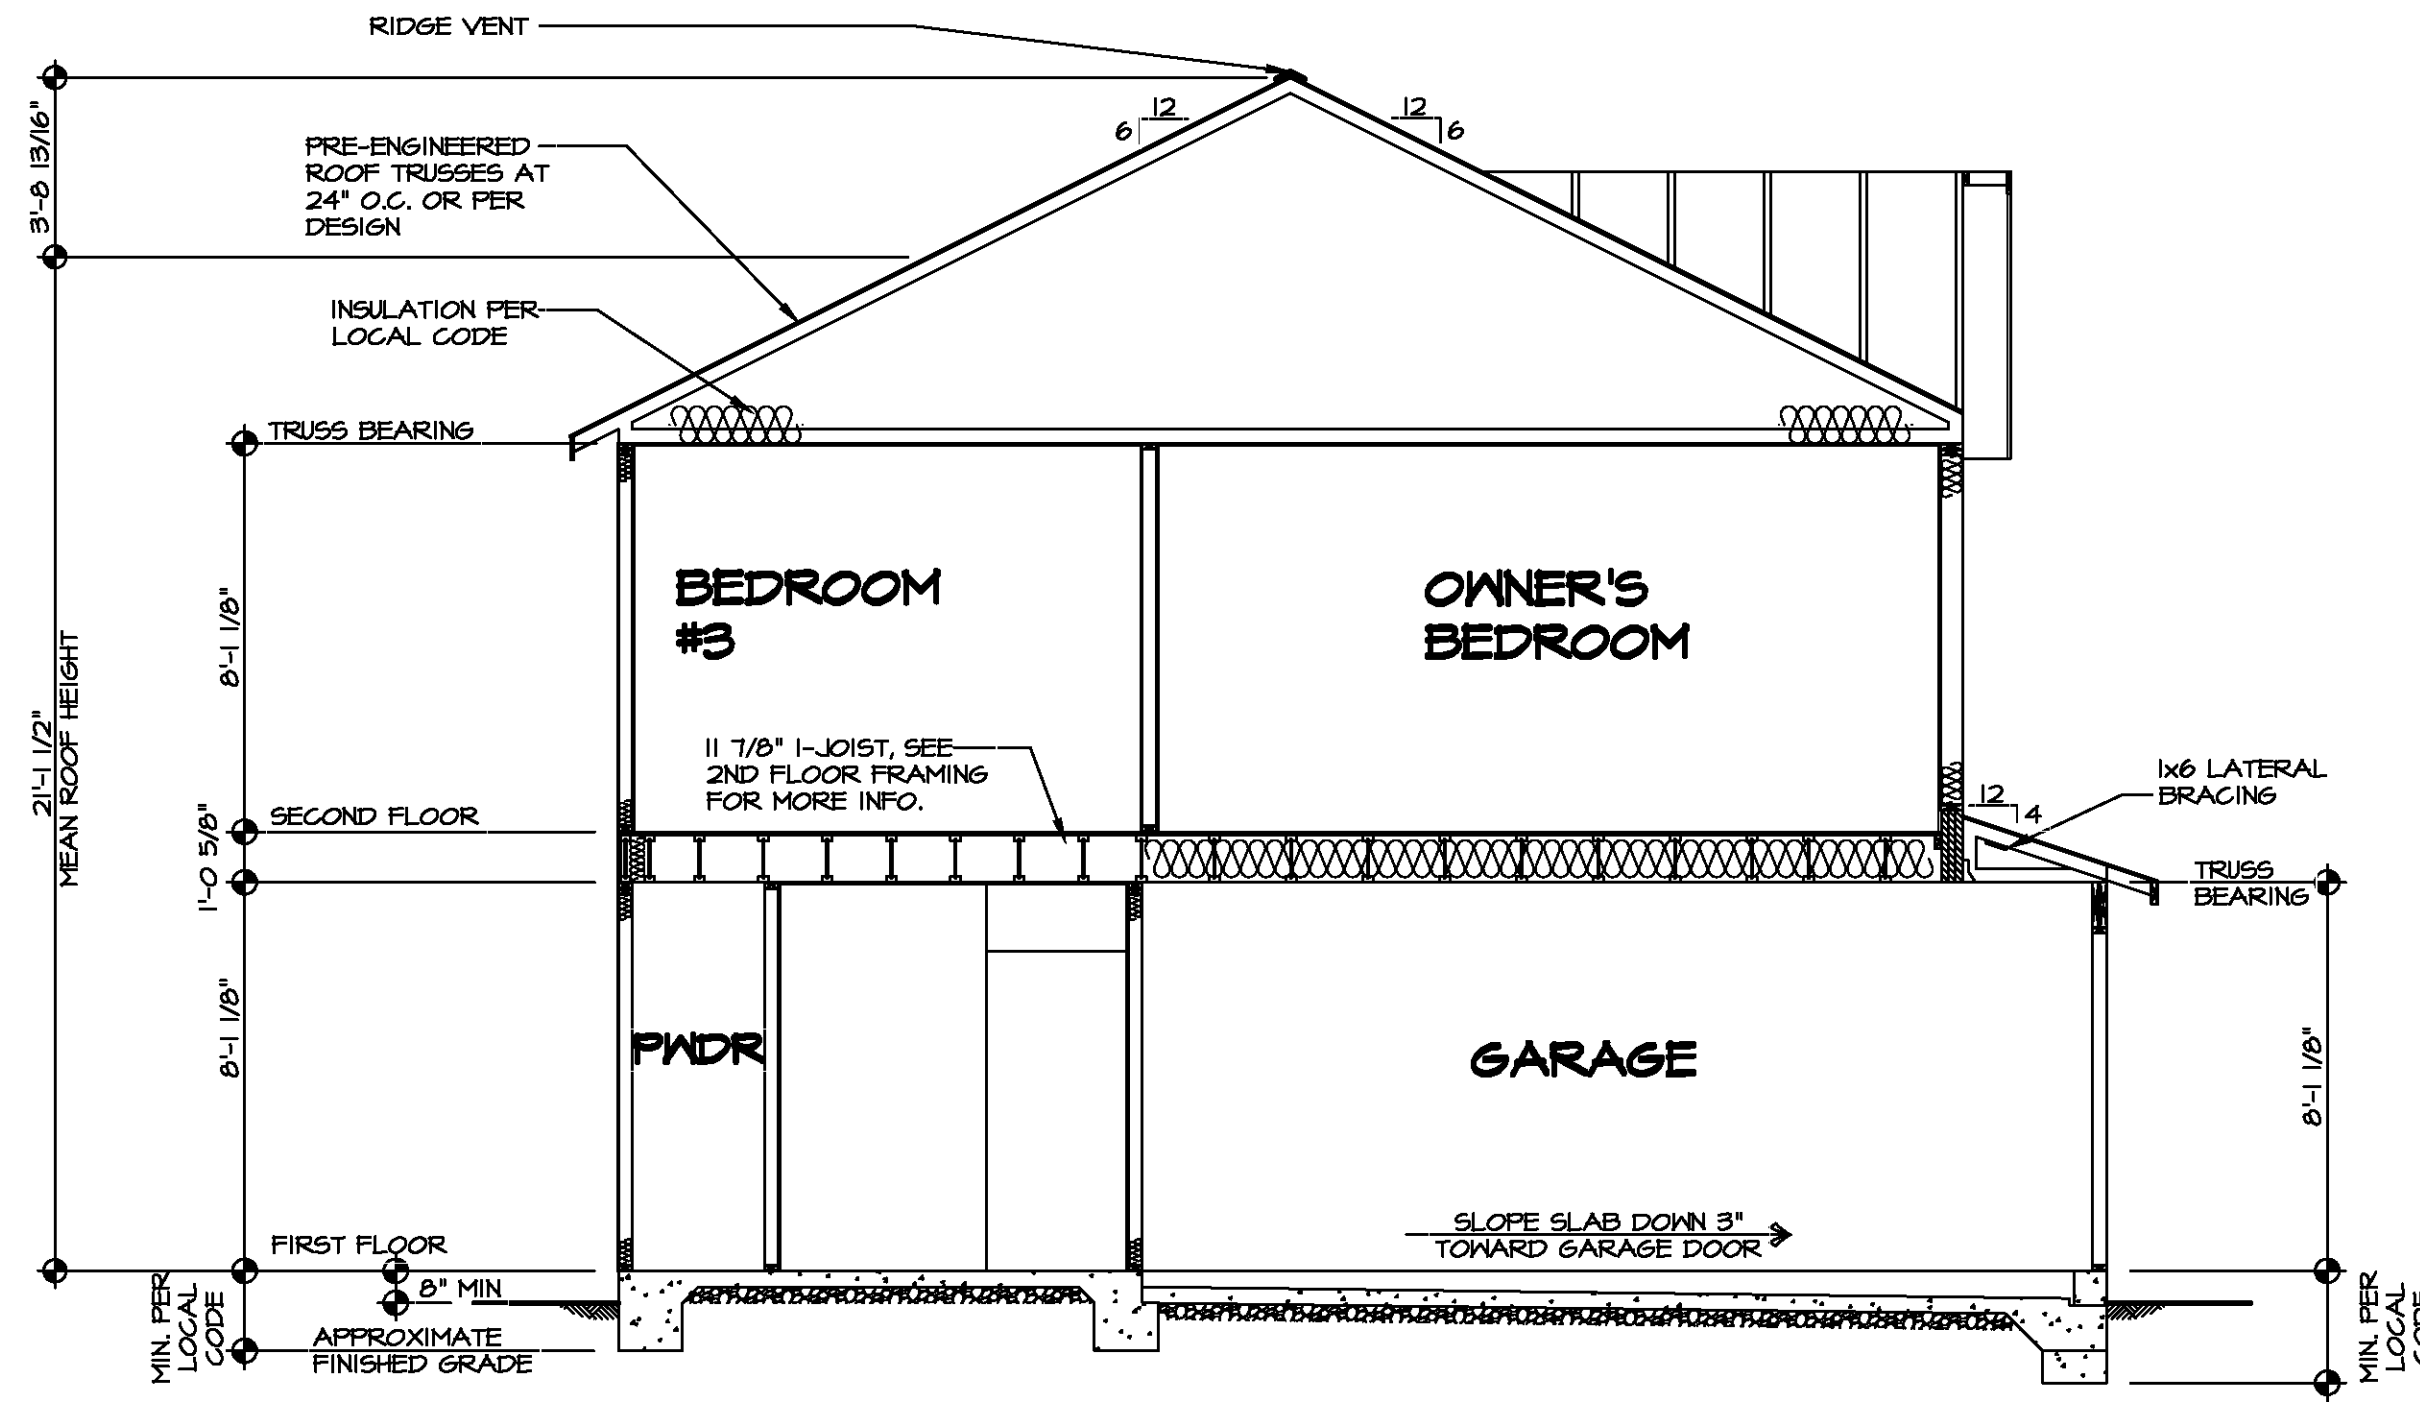 RIDGE VENT
12
6
12
6
3'-8 13/16"
PRE-ENGINEERED
ROOF TRUSSES AT
24" O.C. OR PER
DESIGN
INSULATION PER
LOCAL CODE
TRUSS BEARING
BEDROOM
#3
OWNER'S
BEDROOM
8'-1 1/8"
21'-1 1/2"
MEAN ROOF HEIGHT
11 7/8" I-JOIST, SEE
2ND FLOOR FRAMING
FOR MORE INFO.
1x6 LATERAL
BRACING
12
4
SECOND FLOOR
1'-0 5/8"
TRUSS
BEARING
8'-1 1/8"
PWDR
GARAGE
8'-1 1/8"
SLOPE SLAB DOWN 3"
TOWARD GARAGE DOOR
FIRST FLOOR
8" MIN
MIN. PER
LOCAL
CODE
APPROXIMATE
FINISHED GRADE
MIN. PER
LOCAL
CODE